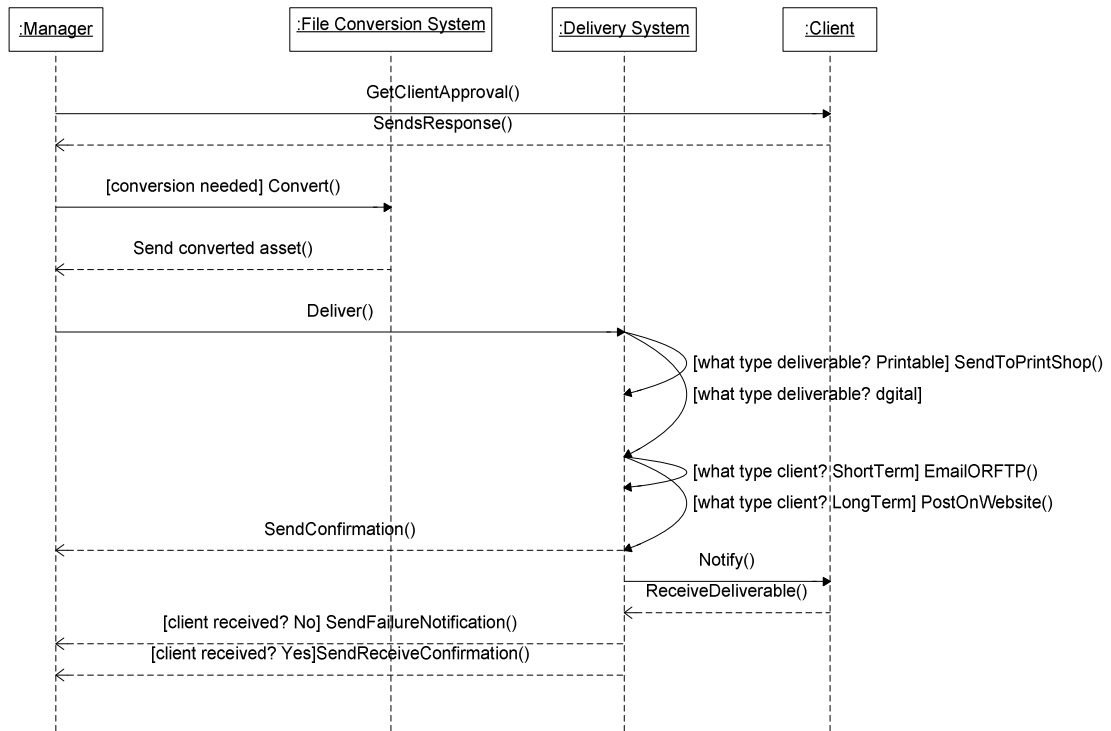 :Manager
:File Conversion System
:Delivery System
:Client
GetClientApproval()
SendsResponse()
[conversion needed] Convert()
Send converted asset()
Deliver()
[what type deliverable? Printable] SendToPrintShop()
[what type deliverable? dgital]
[what type client? ShortTerm] EmailORFTP()
[what type client? LongTerm] PostOnWebsite()
SendConfirmation()
Notify()
ReceiveDeliverable()
[client received? No] SendFailureNotification()
[client received? Yes]SendReceiveConfirmation()